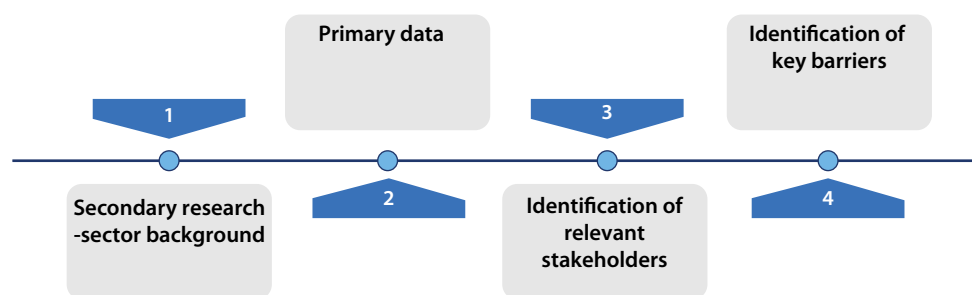 1
Secondary research
-sector background
Primary data
2
3
Identification of
relevant
stakeholders
Identification of
key barriers
4